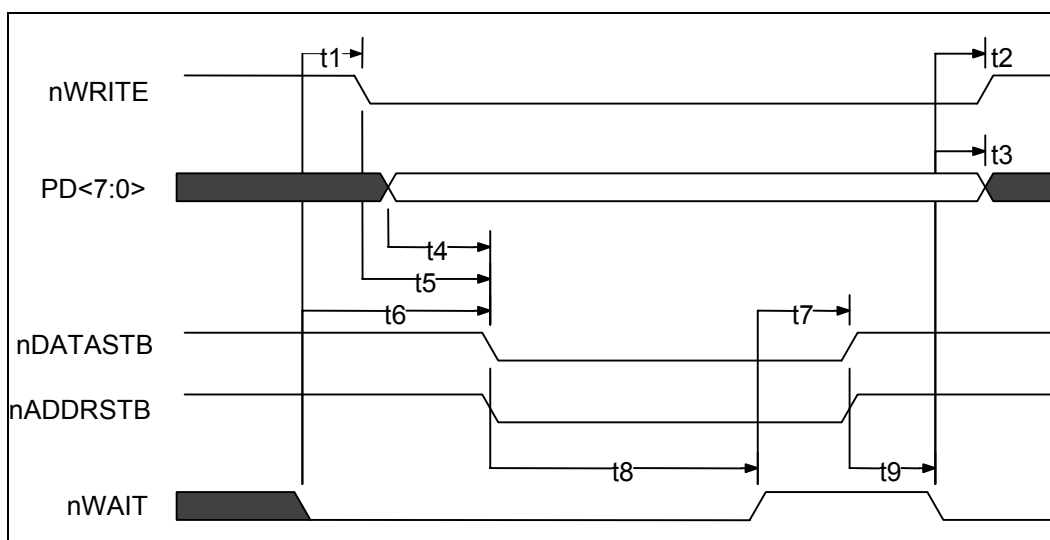 t1
t2
nWRITE
t3
PD<7:0>
t4
t5
t6
t7
nDATASTB
nADDRSTB
t8
t9
nWAIT